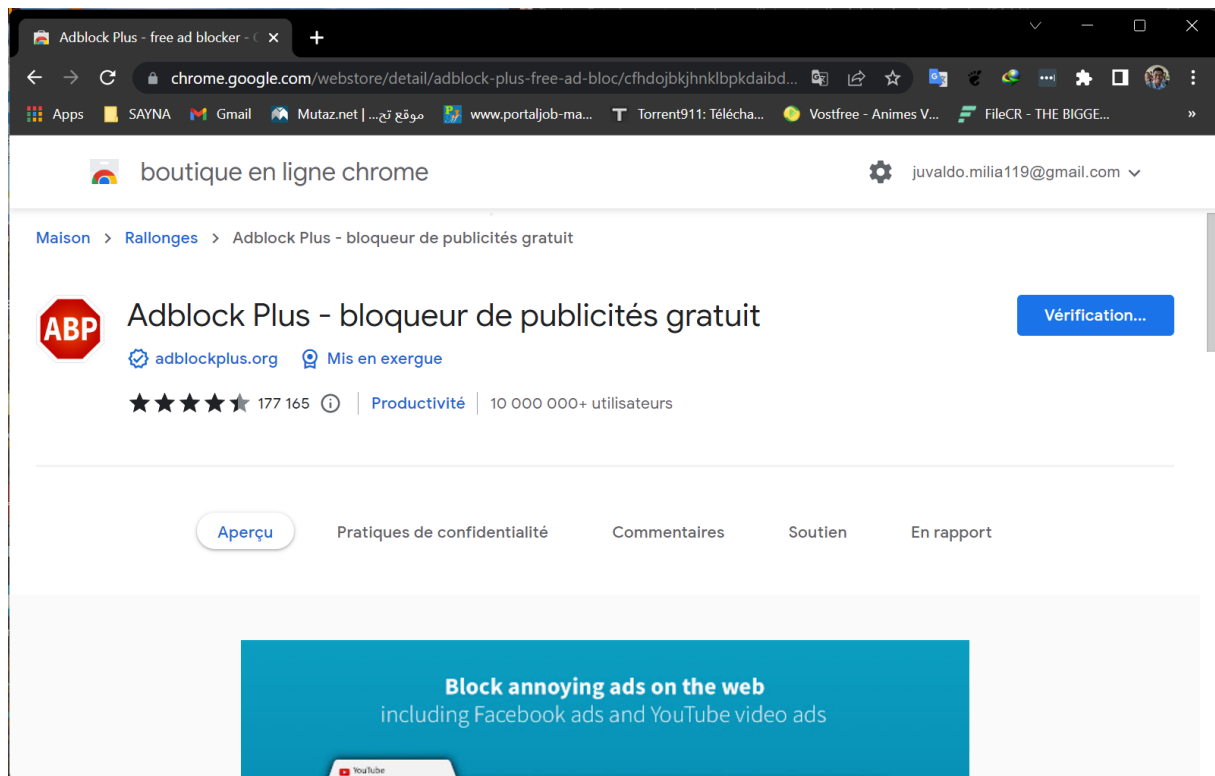 Adblock Plus - free ad blocker - C
chrome.google.com/webstore/detail/adblock-plus-free-ad-bloc/cfhdojbkjhnklbpkdaibd...
Apps SAYNA Gmail Mutaz.net | موقع تج... www.portaljob-ma... Torrent911: Télécha... Vostfree - Animes V... FileCR - THE BIGGE... »
boutique en ligne chrome juvaldo.milia119@gmail.com
Maison > Rallonges > Adblock Plus - bloqueur de publicités gratuit
ABP
Adblock Plus - bloqueur de publicités gratuit
Vérification...
adblockplus.org Mis en exergue
177 165 Productivité 10 000 000+ utilisateurs
Aperçu Pratiques de confidentialité Commentaires Soutien En rapport
Block annoying ads on the web
including Facebook ads and YouTube video ads
YouTube